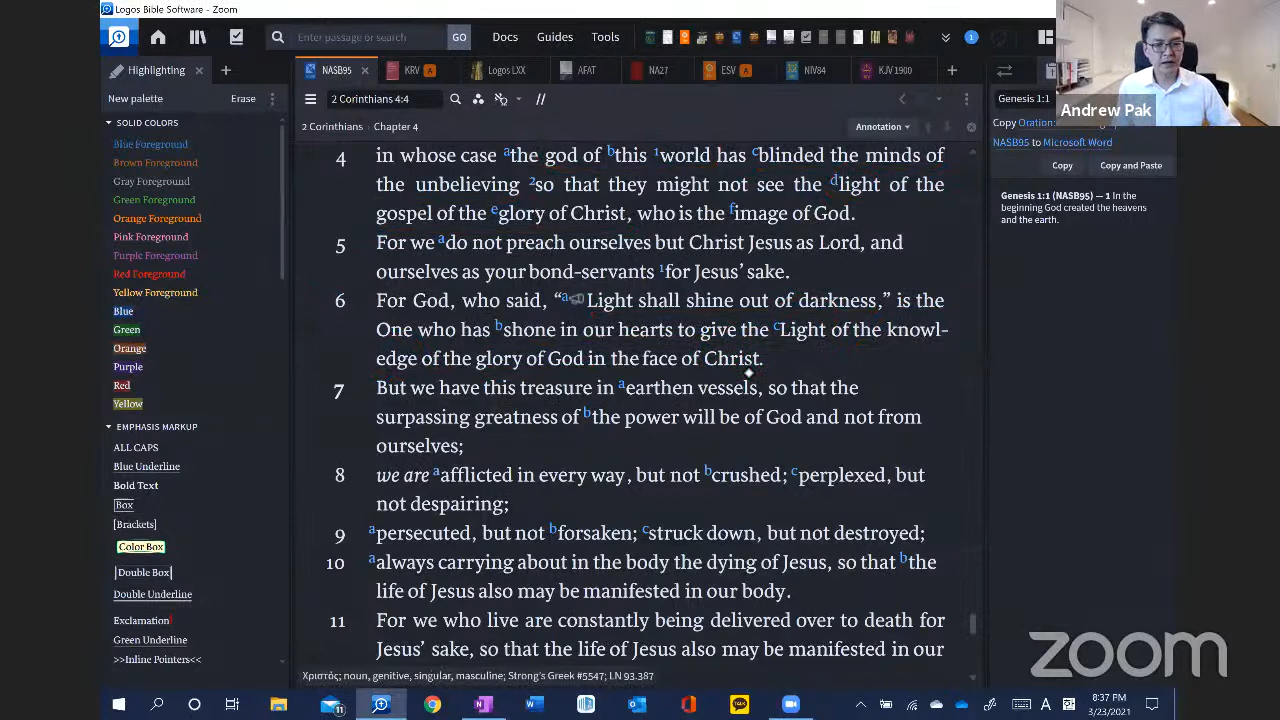 Logos Bible Software - Zoom
Enter passage or search
GO
Docs
Guides
Tools
1
Highlighting
NASB95
KRV A
Logos LXX
AFAT
NA27
ESV A
NIV84
KJV 1900
Andrew Pak
New palette
Erase
2 Corinthians 4:4
Genesis 1:1
Copy Oration:
NASB95 to Microsoft Word
Copy
Copy and Paste
Genesis 1:1 (NASB95) — 1 In the
beginning God created the heavens
and the earth.
2 Corinthians
Chapter 4
Annotation
SOLID COLORS
Blue Foreground
Brown Foreground
Gray Foreground
Green Foreground
Orange Foreground
Pink Foreground
Purple Foreground
Red Foreground
Yellow Foreground
Blue
Green
Orange
Purple
Red
Yellow
EMPHASIS MARKUP
ALL CAPS
Blue Underline
Bold Text
Box
[Brackets]
Color Box
Double Box
Double Underline
Exclamation!
Green Underline
>>Inline Pointers<<
4 in whose case a the god of b this 1 world has c blinded the minds of
the unbelieving 2 so that they might not see the d light of the
gospel of the e glory of Christ, who is the f image of God.
5 For we a do not preach ourselves but Christ Jesus as Lord, and
ourselves as your bond-servants 1 for Jesus’ sake.
6 For God, who said, “a Light shall shine out of darkness,” is the
One who has b shone in our hearts to give the c Light of the knowl-
edge of the glory of God in the face of Christ.
7 But we have this treasure in a earthen vessels, so that the
surpassing greatness of b the power will be of God and not from
ourselves;
8 we are a afflicted in every way, but not b crushed; c perplexed, but
not despairing;
9 a persecuted, but not b forsaken; c struck down, but not destroyed;
10 a always carrying about in the body the dying of Jesus, so that b the
life of Jesus also may be manifested in our body.
11 For we who live are constantly being delivered over to death for
Jesus’ sake, so that the life of Jesus also may be manifested in our
Χριστός; noun, genitive, singular, masculine; Strong's Greek #5547; LN 93.387
zoom
11
TALK
A
8:37 PM
3/23/2021